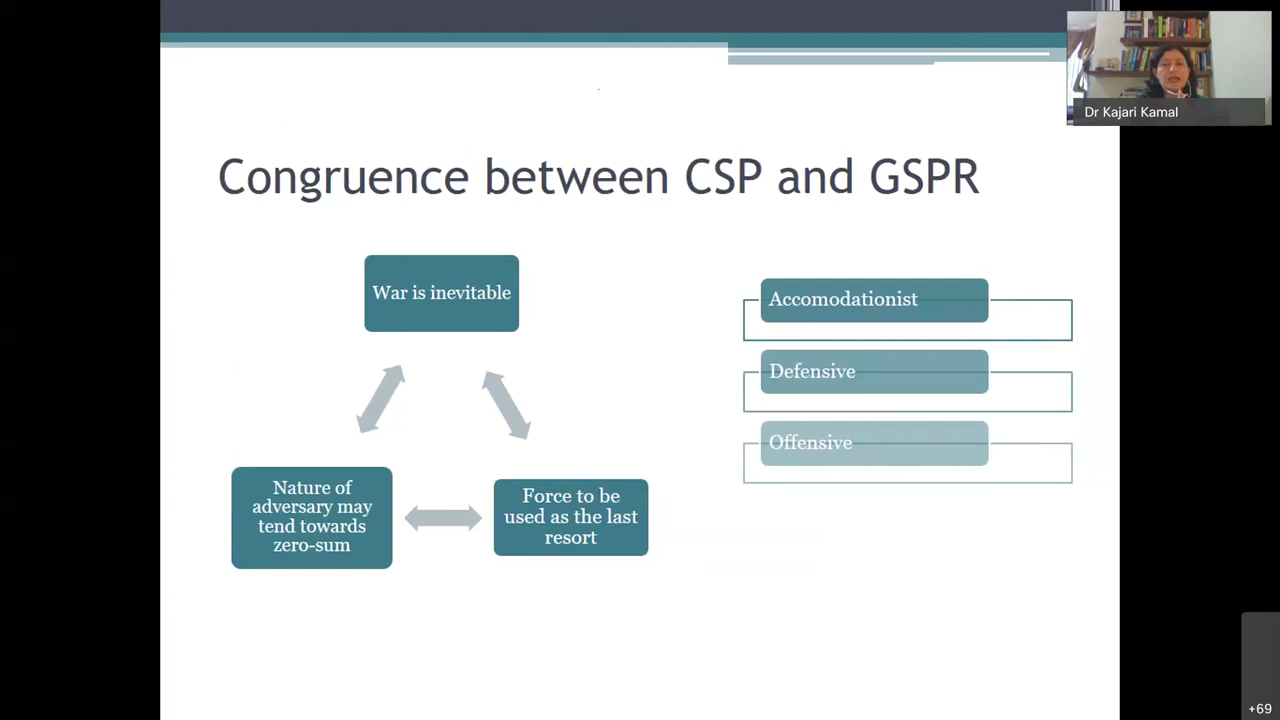 Dr Kajari Kamal
Congruence between CSP and GSPR
War is inevitable
Nature of
adversary may
tend towards
zero-sum
Force to be
used as the last
resort
Accomodationist
Defensive
Offensive
+69